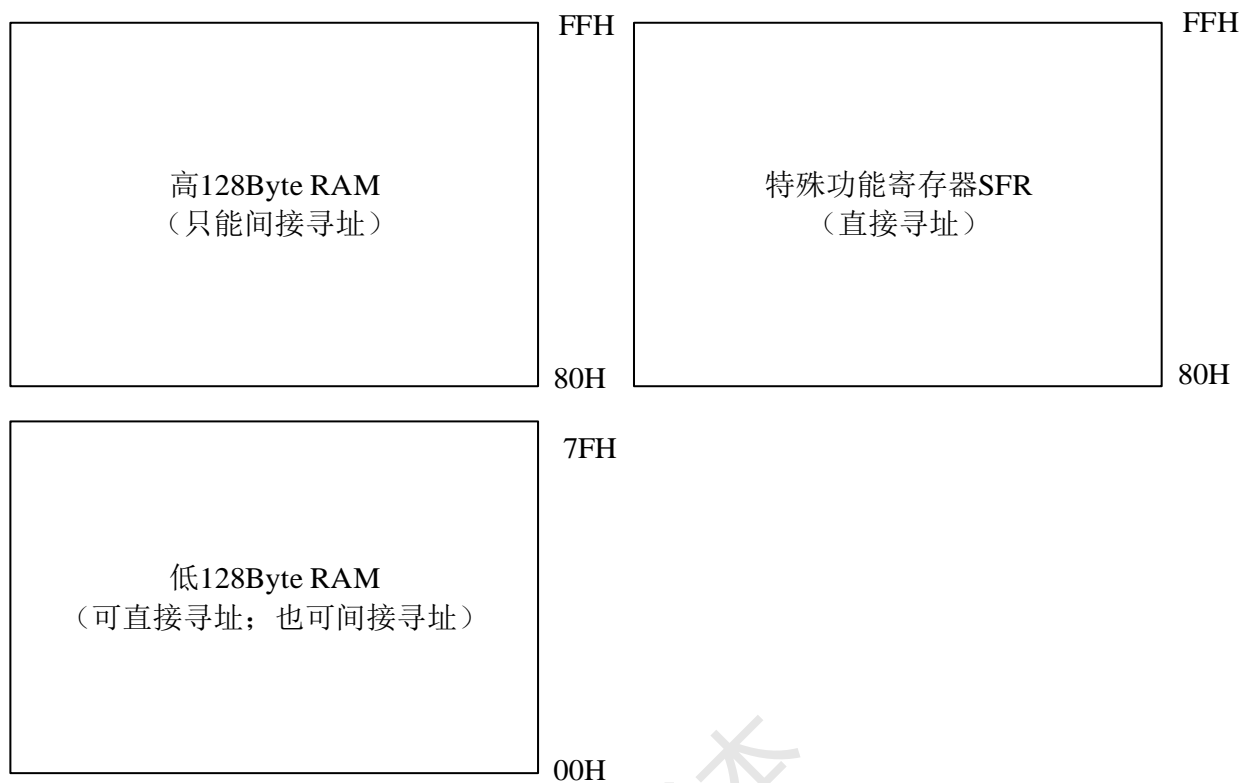 FFH
高128Byte RAM
（只能间接寻址）
80H
FFH
特殊功能寄存器SFR
（直接寻址）
80H
7FH
低128Byte RAM
（可直接寻址；也可间接寻址）
00H
本